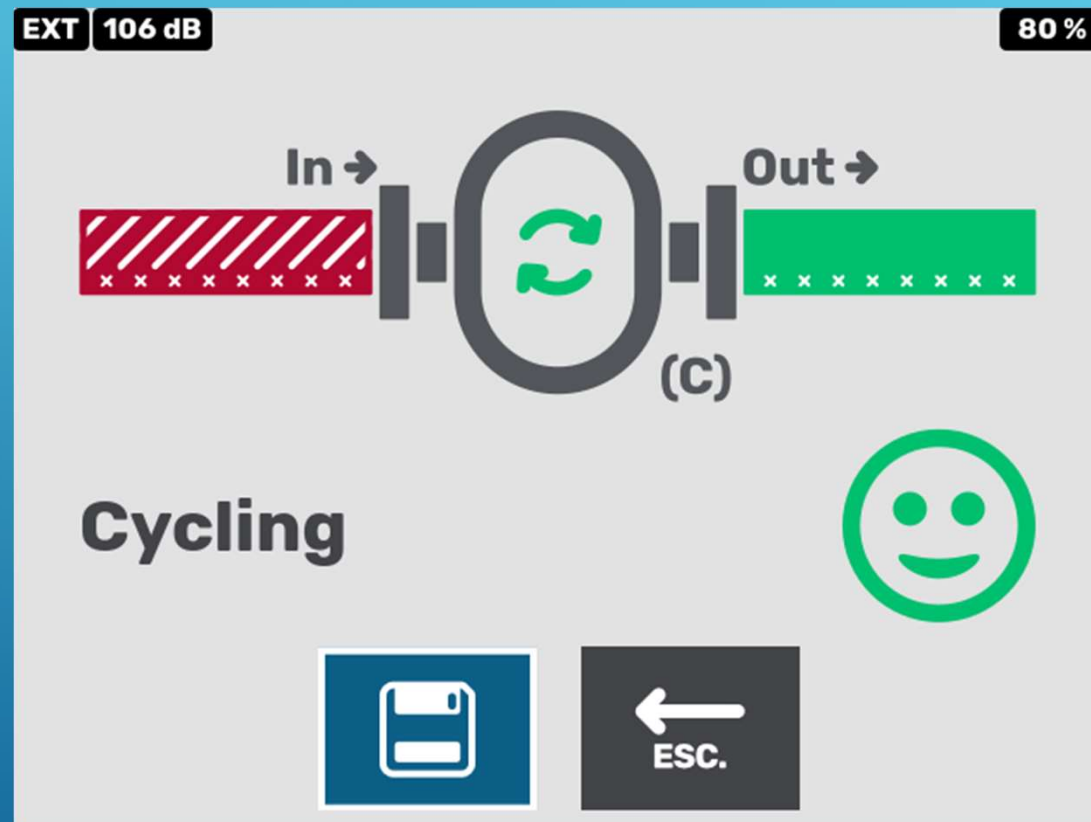 EXT 106 dB 80 %
In → Out →
(C)
Cycling
ESC.